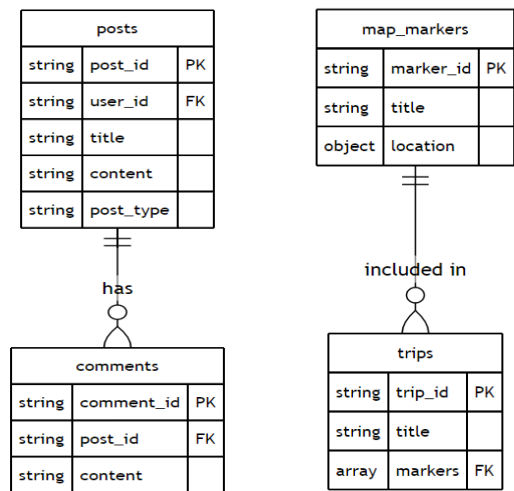 posts
string post_id PK
string user_id FK
string title
string content
string post_type
has
comments
string comment_id PK
string post_id FK
string content
map_markers
string marker_id PK
string title
object location
included in
trips
string trip_id PK
string title
array markers FK